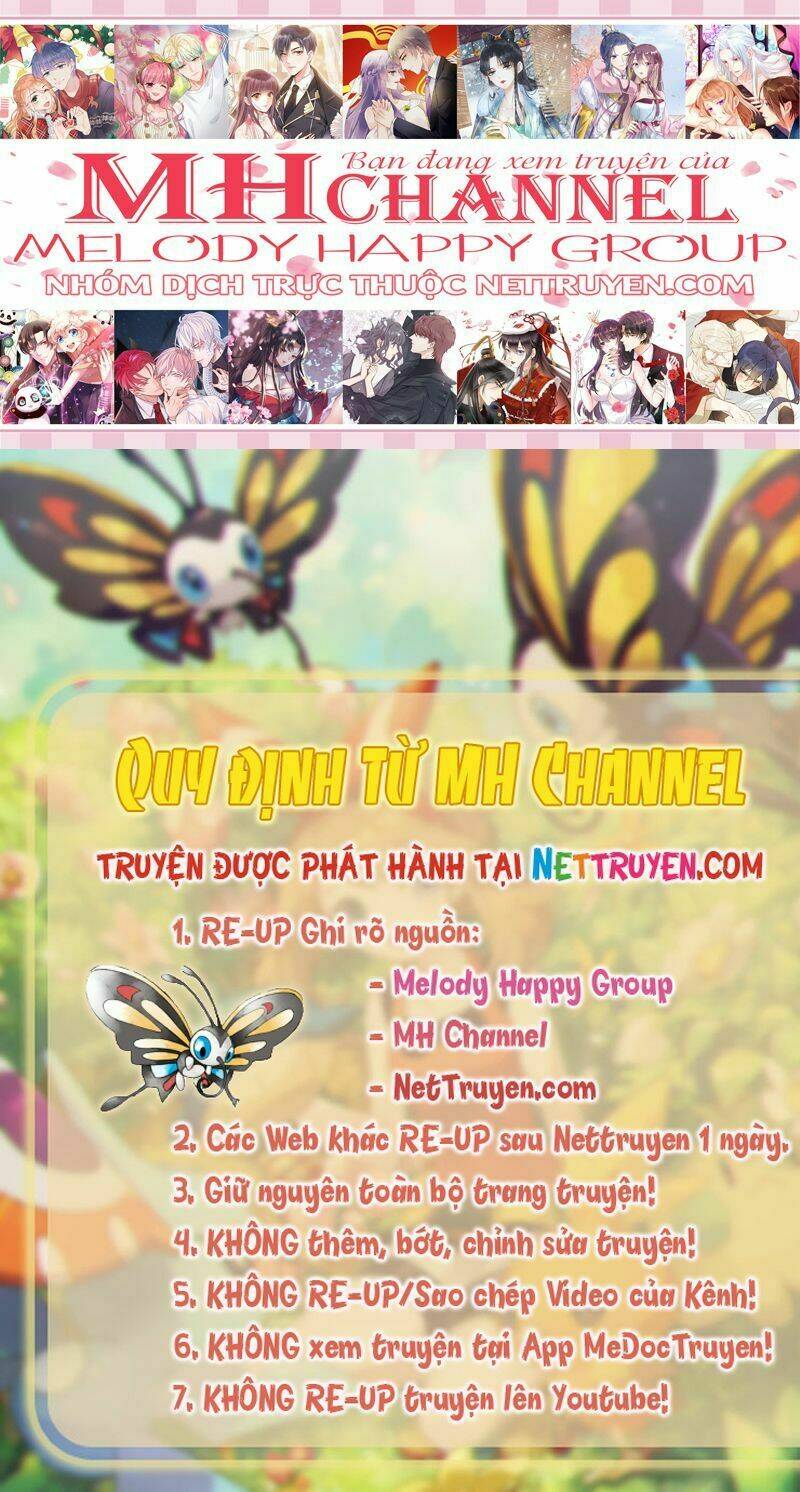 Bạn đang xem truyện của
MH CHANNEL
MELODY HAPPY GROUP
NHÓM DỊCH TRỰC THUỘC NETTRUYEN.COM
QUY ĐỊNH TỪ MH CHANNEL
TRUYỆN ĐƯỢC PHÁT HÀNH TẠI NETTRUYEN.COM
1. RE-UP Ghi rõ nguồn:
- Melody Happy Group
- MH Channel
- NetTruyen.com
2. Các Web khác RE-UP sau Nettruyen 1 ngày.
3. Giữ nguyên toàn bộ trang truyện!
4. KHÔNG thêm, bớt, chỉnh sửa truyện!
5. KHÔNG RE-UP/Sao chép Video của Kênh!
6. KHÔNG xem truyện tại App MeDocTruyen!
7. KHÔNG RE-UP truyện lên Youtube!